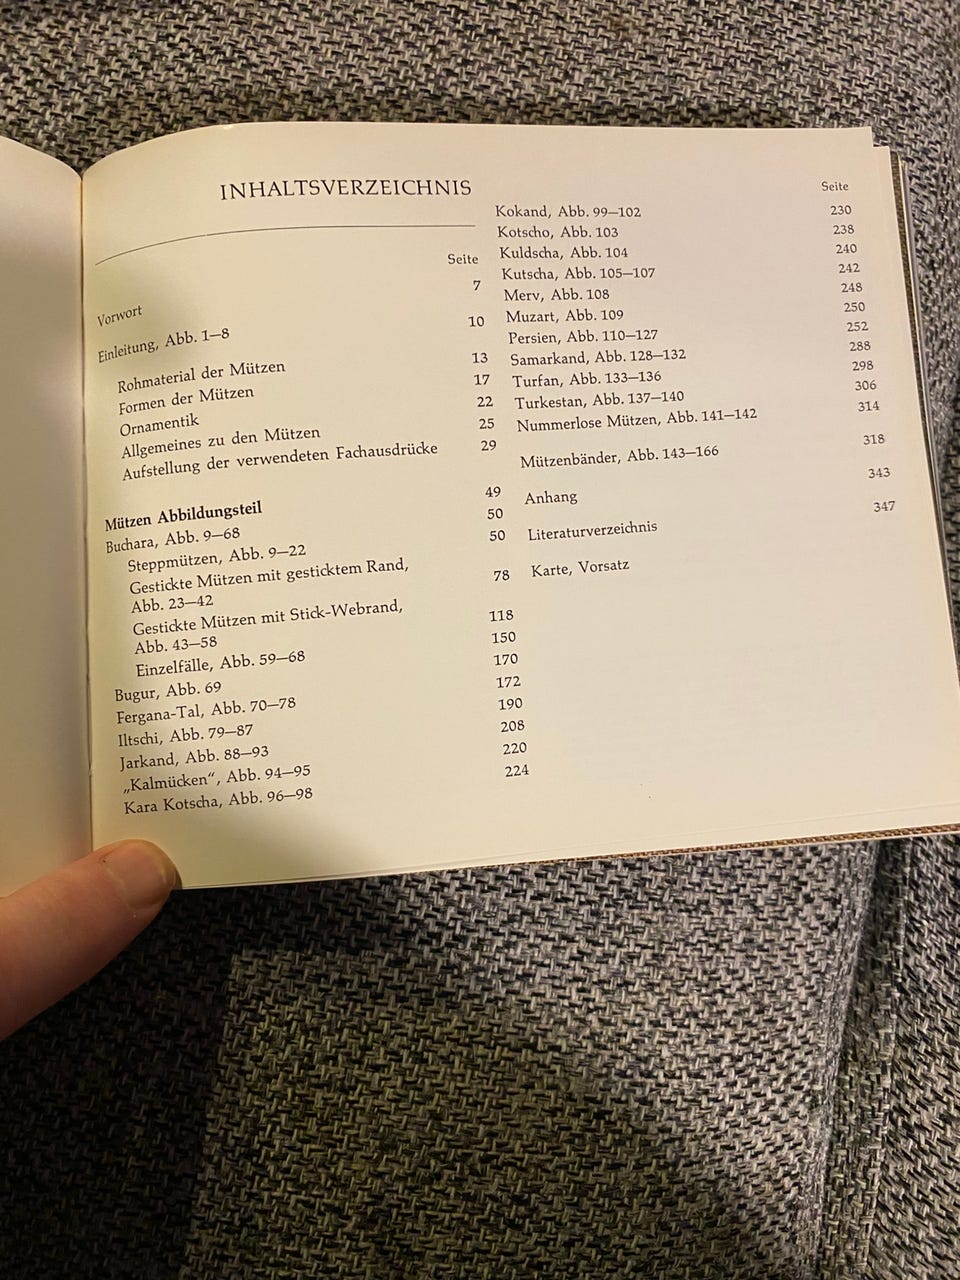 INHALTSVERZEICHNIS
Seite
Vorwort 7
Einleitung, Abb. 1—8 10
Rohmaterial der Mützen 13
Formen der Mützen 17
Ornamentik 22
Allgemeines zu den Mützen 25
Aufstellung der verwendeten Fachausdrücke 29
Mützen Abbildungsteil 49
Buchara, Abb. 9—68 50
Steppmützen, Abb. 9—22 50
Gestickte Mützen mit gesticktem Rand,
Abb. 23—42 78
Gestickte Mützen mit Stick-Webrand,
Abb. 43—58 118
Einzelfälle, Abb. 59—68 150
Bugur, Abb. 69 170
Fergana-Tal, Abb. 70—78 172
Iltschi, Abb. 79—87 190
Jarkand, Abb. 88—93 208
„Kalmücken“, Abb. 94—95 220
Kara Kotscha, Abb. 96—98 224
Seite
Kokand, Abb. 99—102 230
Kotscho, Abb. 103 238
Kuldscha, Abb. 104 240
Kutscha, Abb. 105—107 242
Merv, Abb. 108 248
Muzart, Abb. 109 250
Persien, Abb. 110—127 252
Samarkand, Abb. 128—132 288
Turfan, Abb. 133—136 298
Turkestan, Abb. 137—140 306
Nummerlose Mützen, Abb. 141—142 314
Mützenbänder, Abb. 143—166 318
Anhang 343
Literaturverzeichnis 347
Karte, Vorsatz